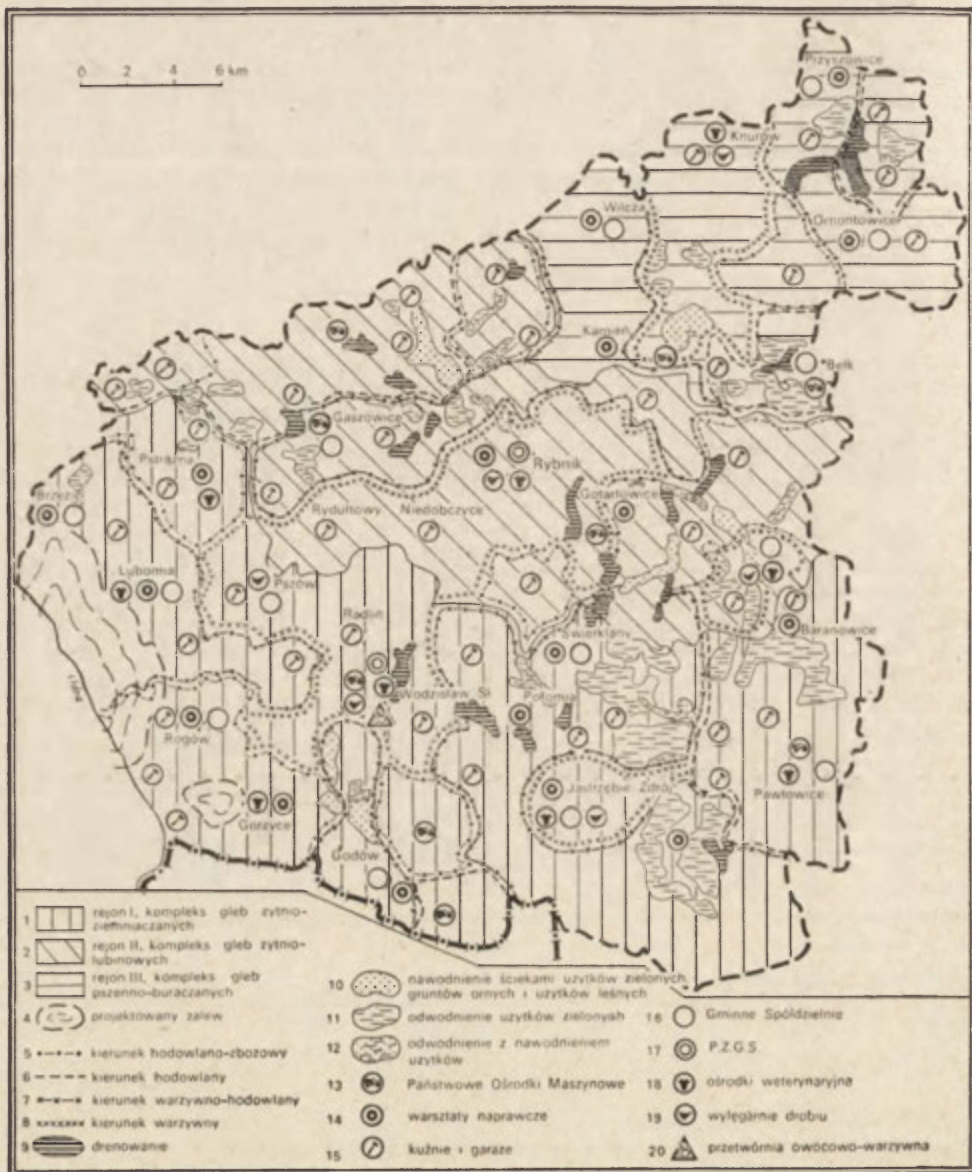 0 2 4 6 km
Przyszowice
Knurów
Wilcza
Ornontowice
Kamień
Bełk
Gaszowice
Pstrążna
Rybnik
Gotartowice
Brzezie
Rydułtowy Niedobczyce
Lubomia
Pszów
Radlin
Świerklany
Baranowice
Wodzisław Śl
Połomia
Rogów
Jastrzębie Zdrój
Pawłowice
Gorzyce
Godów
1 rejon I, kompleks gleb żytnio-
ziemniaczanych
2 rejon II, kompleks gleb żytnio-
łubinowych
3 rejon III, kompleks gleb
pszenno-buraczanych
4 projektowany zalew
5 kierunek hodowlano-zbożowy
6 kierunek hodowlany
7 kierunek warzywno-hodowlany
8 kierunek warzywny
9 drenowanie
10 nawodnienie ściekami użytków zielonych,
gruntów ornych i użytków leśnych
11 odwodnienie użytków zielonych
12 odwodnienie z nawodnieniem
użytków
13 Państwowe Ośrodki Maszynowe
14 warsztaty naprawcze
15 kuźnie i garaże
16 Gminne Spółdzielnie
17 P.Z.G.S.
18 ośrodki weterynaryjna
19 wylęgarnie drobiu
20 przetwórnia owocowo-warzywna